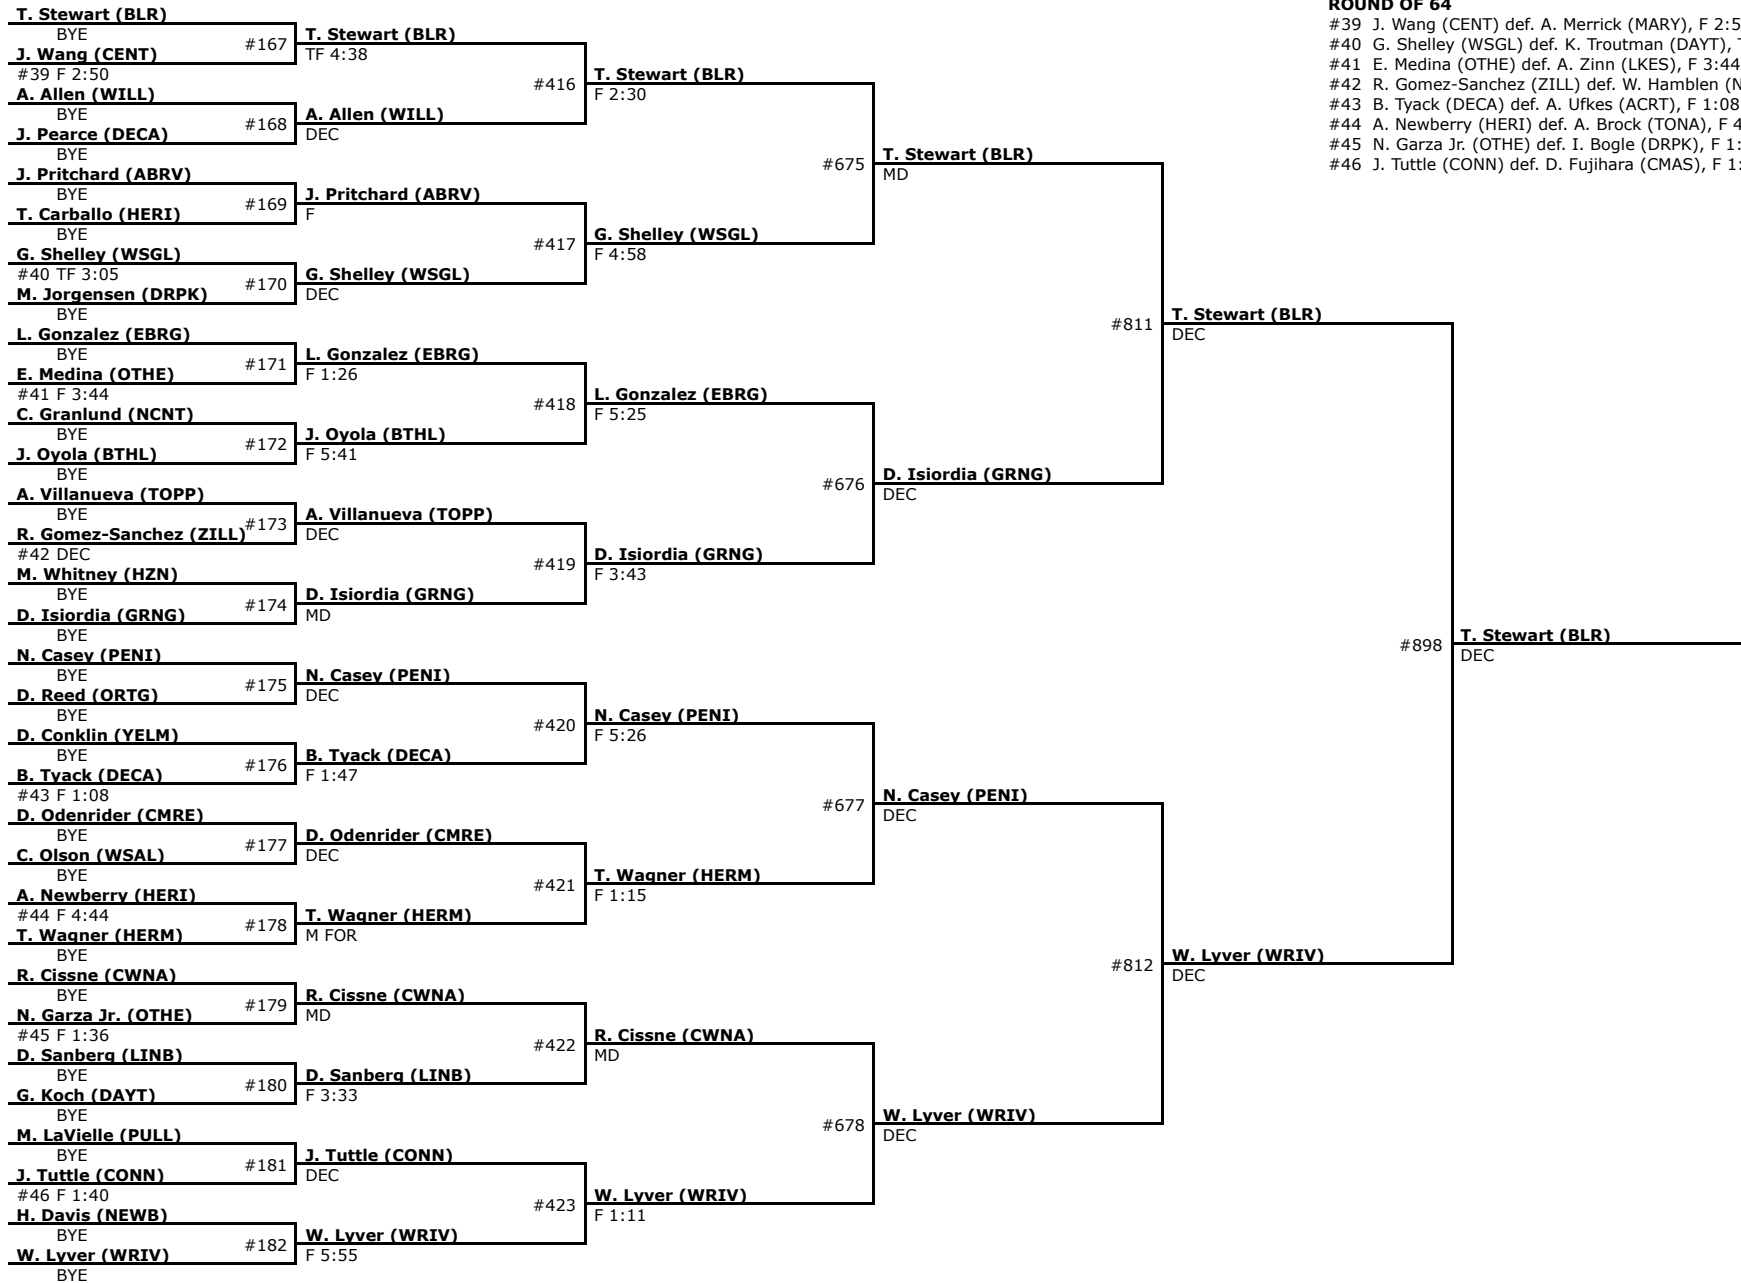 T. Stewart (BLR)
BYE
J. Wang (CENT)
#39 F 2:50
A. Allen (WILL)
BYE
J. Pearce (DECA)
BYE
J. Pritchard (ABRV)
BYE
T. Carballo (HERI)
BYE
G. Shelley (WSGL)
#40 TF 3:05
M. Jorgensen (DRPK)
BYE
L. Gonzalez (EBRG)
BYE
E. Medina (OTHE)
#41 F 3:44
C. Granlund (NCNT)
BYE
J. Oyola (BTHL)
BYE
A. Villanueva (TOPP)
BYE
R. Gomez-Sanchez (ZILL)
#42 DEC
M. Whitney (HZN)
BYE
D. Isiordia (GRNG)
BYE
N. Casey (PENI)
BYE
D. Reed (ORTG)
BYE
D. Conklin (YELM)
BYE
B. Tyack (DECA)
#43 F 1:08
D. Odenrider (CMRE)
BYE
C. Olson (WSAL)
BYE
A. Newberry (HERI)
#44 F 4:44
T. Wagner (HERM)
BYE
R. Cissne (CWNA)
BYE
N. Garza Jr. (OTHE)
#45 F 1:36
D. Sanberg (LINB)
BYE
G. Koch (DAYT)
BYE
M. LaVielle (PULL)
BYE
J. Tuttle (CONN)
#46 F 1:40
H. Davis (NEWB)
BYE
W. Lyver (WRIV)
BYE
#167
#168
#169
#170
#171
#172
#173
#174
#175
#176
#177
#178
#179
#180
#181
#182
T. Stewart (BLR)
TF 4:38
A. Allen (WILL)
DEC
J. Pritchard (ABRV)
F
G. Shelley (WSGL)
DEC
L. Gonzalez (EBRG)
F 1:26
J. Oyola (BTHL)
F 5:41
A. Villanueva (TOPP)
DEC
D. Isiordia (GRNG)
MD
N. Casey (PENI)
DEC
B. Tyack (DECA)
F 1:47
D. Odenrider (CMRE)
DEC
T. Wagner (HERM)
M FOR
R. Cissne (CWNA)
MD
D. Sanberg (LINB)
F 3:33
J. Tuttle (CONN)
DEC
W. Lyver (WRIV)
F 5:55
#416
#417
#418
#419
#420
#421
#422
#423
T. Stewart (BLR)
F 2:30
G. Shelley (WSGL)
F 4:58
L. Gonzalez (EBRG)
F 5:25
D. Isiordia (GRNG)
F 3:43
N. Casey (PENI)
F 5:26
T. Wagner (HERM)
F 1:15
R. Cissne (CWNA)
MD
W. Lyver (WRIV)
F 1:11
#675
#676
#677
#678
T. Stewart (BLR)
MD
D. Isiordia (GRNG)
DEC
N. Casey (PENI)
DEC
W. Lyver (WRIV)
DEC
#811
#812
T. Stewart (BLR)
DEC
W. Lyver (WRIV)
DEC
#898
T. Stewart (BLR)
DEC
ROUND OF 64
#39 J. Wang (CENT) def. A. Merrick (MARY), F 2:5
#40 G. Shelley (WSGL) def. K. Troutman (DAYT),
#41 E. Medina (OTHE) def. A. Zinn (LKES), F 3:44
#42 R. Gomez-Sanchez (ZILL) def. W. Hamblen (N
#43 B. Tyack (DECA) def. A. Ufkes (ACRT), F 1:08
#44 A. Newberry (HERI) def. A. Brock (TONA), F 4
#45 N. Garza Jr. (OTHE) def. I. Bogle (DRPK), F 1:
#46 J. Tuttle (CONN) def. D. Fujihara (CMAS), F 1: